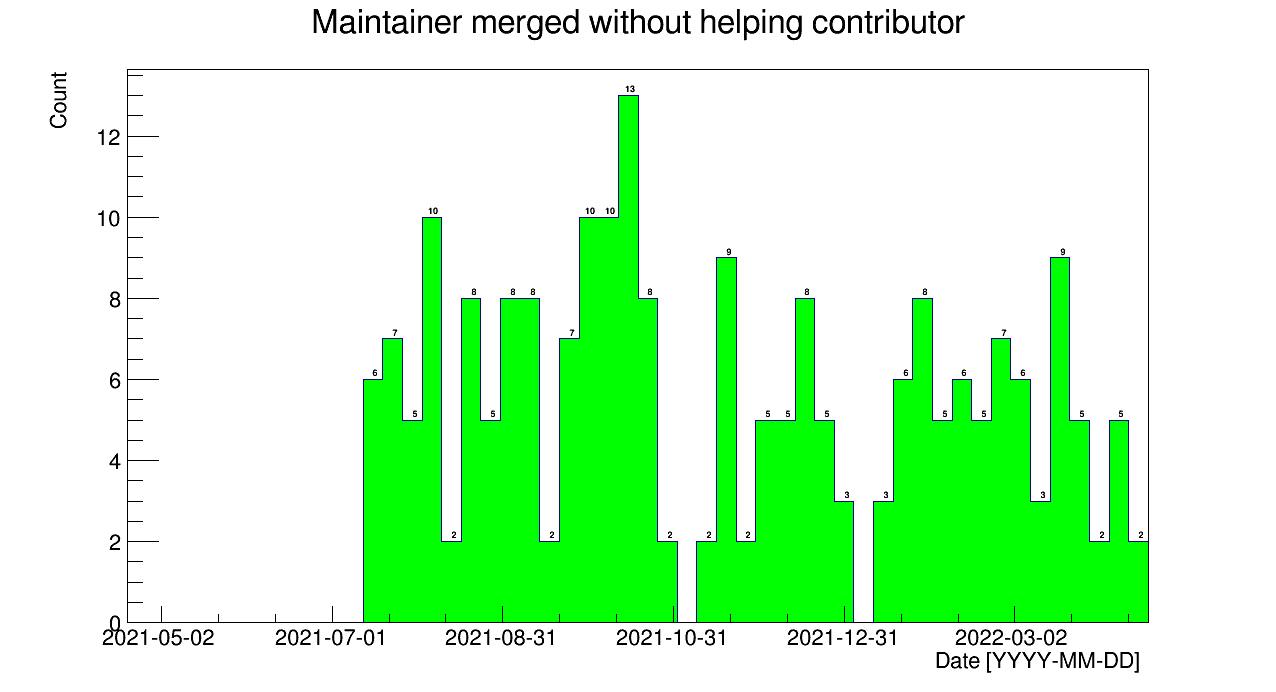 Maintainer merged without helping contributor
Count
13
12
10 10 10
10
9 9
8 8 8 8 8 8 8
8
7 7 7
6 6 6 6
6
5 5 5 5 5 5 5 5 5 5
4
3 3 3
2 2 2 2 2 2 2
2
0
2021-05-02 2021-07-01 2021-08-31 2021-10-31 2021-12-31 2022-03-02
Date [YYYY-MM-DD]